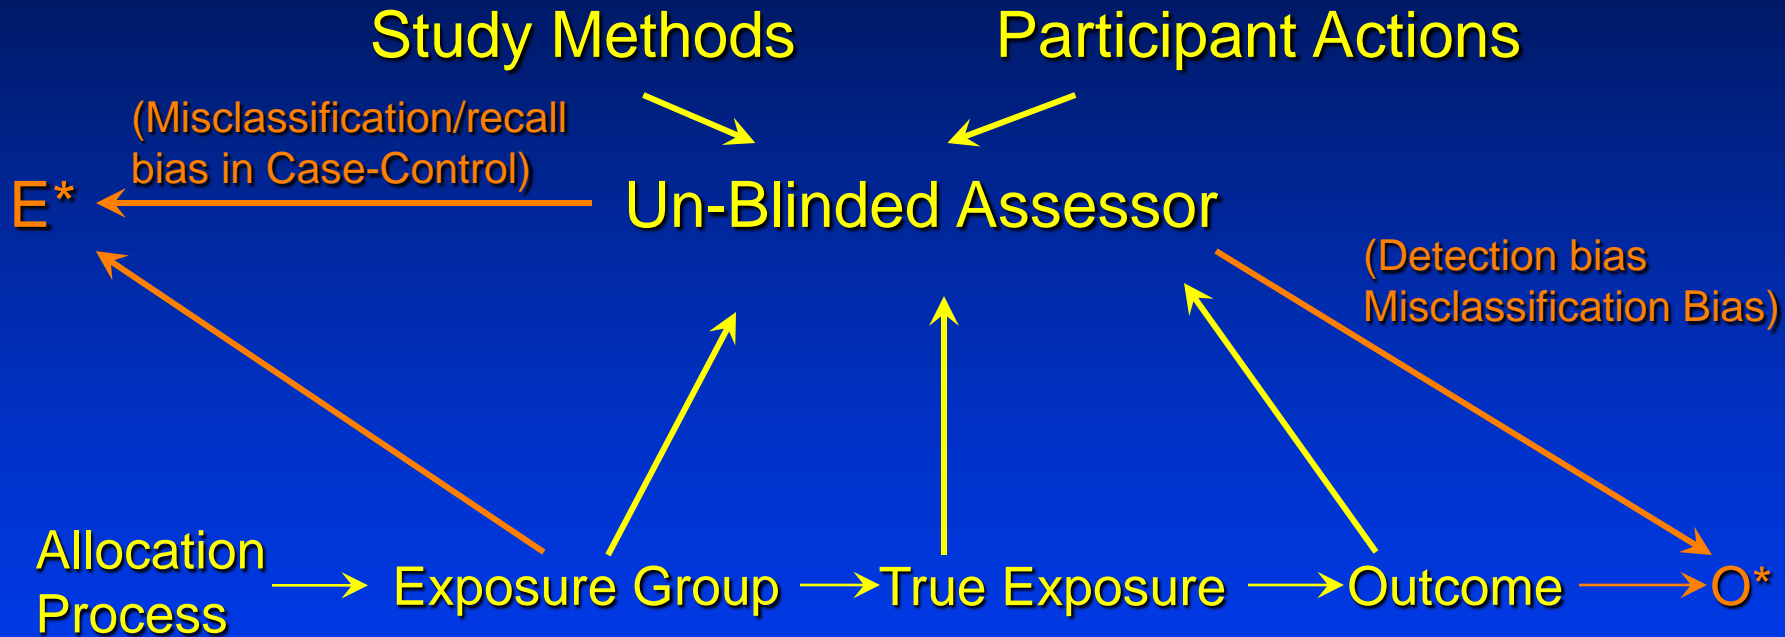 Study Methods
Participant Actions
(Misclassification/recall
bias in Case-Control)
E*
Un-Blinded Assessor
(Detection bias
Misclassification Bias)
Allocation
Process
Exposure Group
True Exposure
Outcome
O*